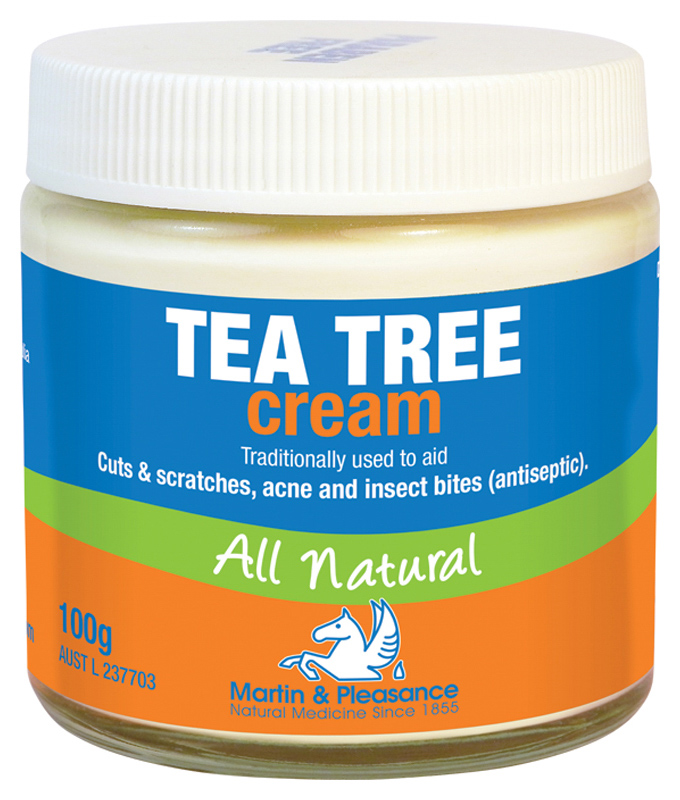 TEA TREE
cream
Traditionally used to aid
Cuts & scratches, acne and insect bites (antiseptic).
All Natural
100g
AUST L 237703
Martin & Pleasance
Natural Medicine Since 1855